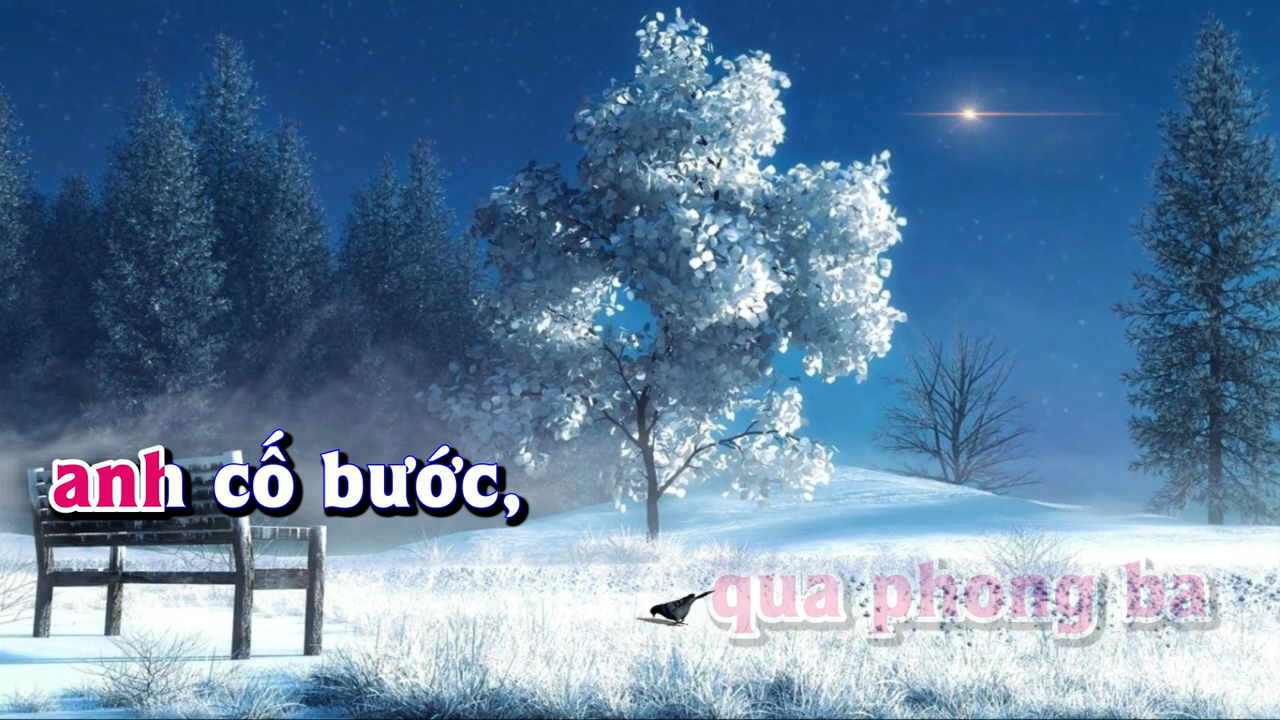 anh cố bước,
qua phong ba